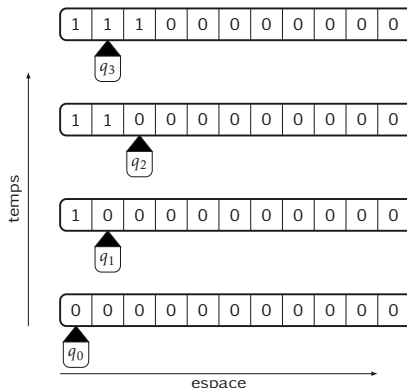 1 1 1 0 0 0 0 0 0 0 0
q3
1 1 0 0 0 0 0 0 0 0 0
q2
1 0 0 0 0 0 0 0 0 0 0
q1
0 0 0 0 0 0 0 0 0 0 0
q0
temps
espace